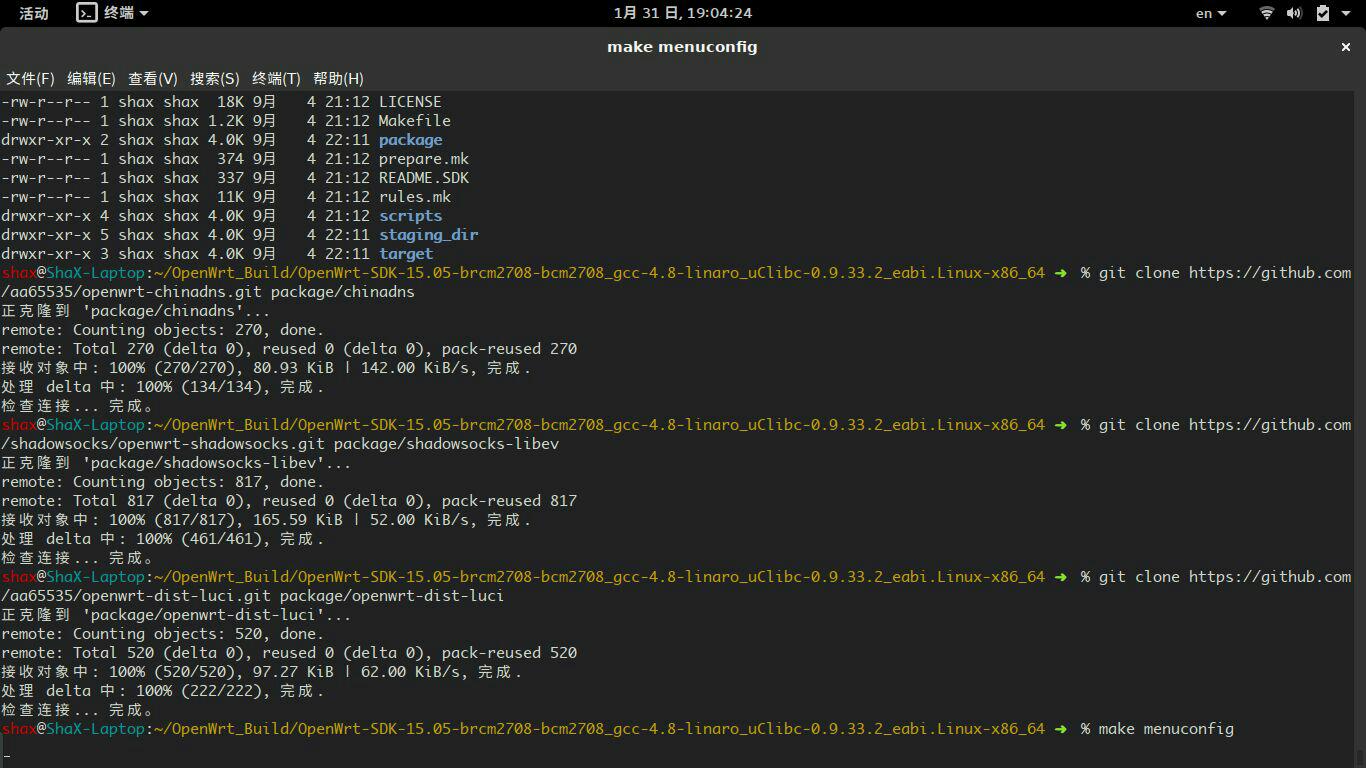 活动 终端 1月 31 日, 19:04:24 en
make menuconfig ×
文件(F) 编辑(E) 查看(V) 搜索(S) 终端(T) 帮助(H)
-rw-r--r-- 1 shax shax  18K 9月   4 21:12 LICENSE
-rw-r--r-- 1 shax shax 1.2K 9月   4 21:12 Makefile
drwxr-xr-x 2 shax shax 4.0K 9月   4 22:11 package
-rw-r--r-- 1 shax shax  374 9月   4 21:12 prepare.mk
-rw-r--r-- 1 shax shax  337 9月   4 21:12 README.SDK
-rw-r--r-- 1 shax shax  11K 9月   4 21:12 rules.mk
drwxr-xr-x 4 shax shax 4.0K 9月   4 21:12 scripts
drwxr-xr-x 5 shax shax 4.0K 9月   4 22:11 staging_dir
drwxr-xr-x 3 shax shax 4.0K 9月   4 22:11 target
shax@ShaX-Laptop:~/OpenWrt_Build/OpenWrt-SDK-15.05-brcm2708-bcm2708_gcc-4.8-linaro_uClibc-0.9.33.2_eabi.Linux-x86_64 ➜  % git clone https://github.com
/aa65535/openwrt-chinadns.git package/chinadns
正克隆到 'package/chinadns'...
remote: Counting objects: 270, done.
remote: Total 270 (delta 0), reused 0 (delta 0), pack-reused 270
接收对象中: 100% (270/270), 80.93 KiB | 142.00 KiB/s, 完成.
处理 delta 中: 100% (134/134), 完成.
检查连接... 完成。
shax@ShaX-Laptop:~/OpenWrt_Build/OpenWrt-SDK-15.05-brcm2708-bcm2708_gcc-4.8-linaro_uClibc-0.9.33.2_eabi.Linux-x86_64 ➜  % git clone https://github.com
/shadowsocks/openwrt-shadowsocks.git package/shadowsocks-libev
正克隆到 'package/shadowsocks-libev'...
remote: Counting objects: 817, done.
remote: Total 817 (delta 0), reused 0 (delta 0), pack-reused 817
接收对象中: 100% (817/817), 165.59 KiB | 52.00 KiB/s, 完成.
处理 delta 中: 100% (461/461), 完成.
检查连接... 完成。
shax@ShaX-Laptop:~/OpenWrt_Build/OpenWrt-SDK-15.05-brcm2708-bcm2708_gcc-4.8-linaro_uClibc-0.9.33.2_eabi.Linux-x86_64 ➜  % git clone https://github.com
/aa65535/openwrt-dist-luci.git package/openwrt-dist-luci
正克隆到 'package/openwrt-dist-luci'...
remote: Counting objects: 520, done.
remote: Total 520 (delta 0), reused 0 (delta 0), pack-reused 520
接收对象中: 100% (520/520), 97.27 KiB | 62.00 KiB/s, 完成.
处理 delta 中: 100% (222/222), 完成.
检查连接... 完成。
shax@ShaX-Laptop:~/OpenWrt_Build/OpenWrt-SDK-15.05-brcm2708-bcm2708_gcc-4.8-linaro_uClibc-0.9.33.2_eabi.Linux-x86_64 ➜  % make menuconfig